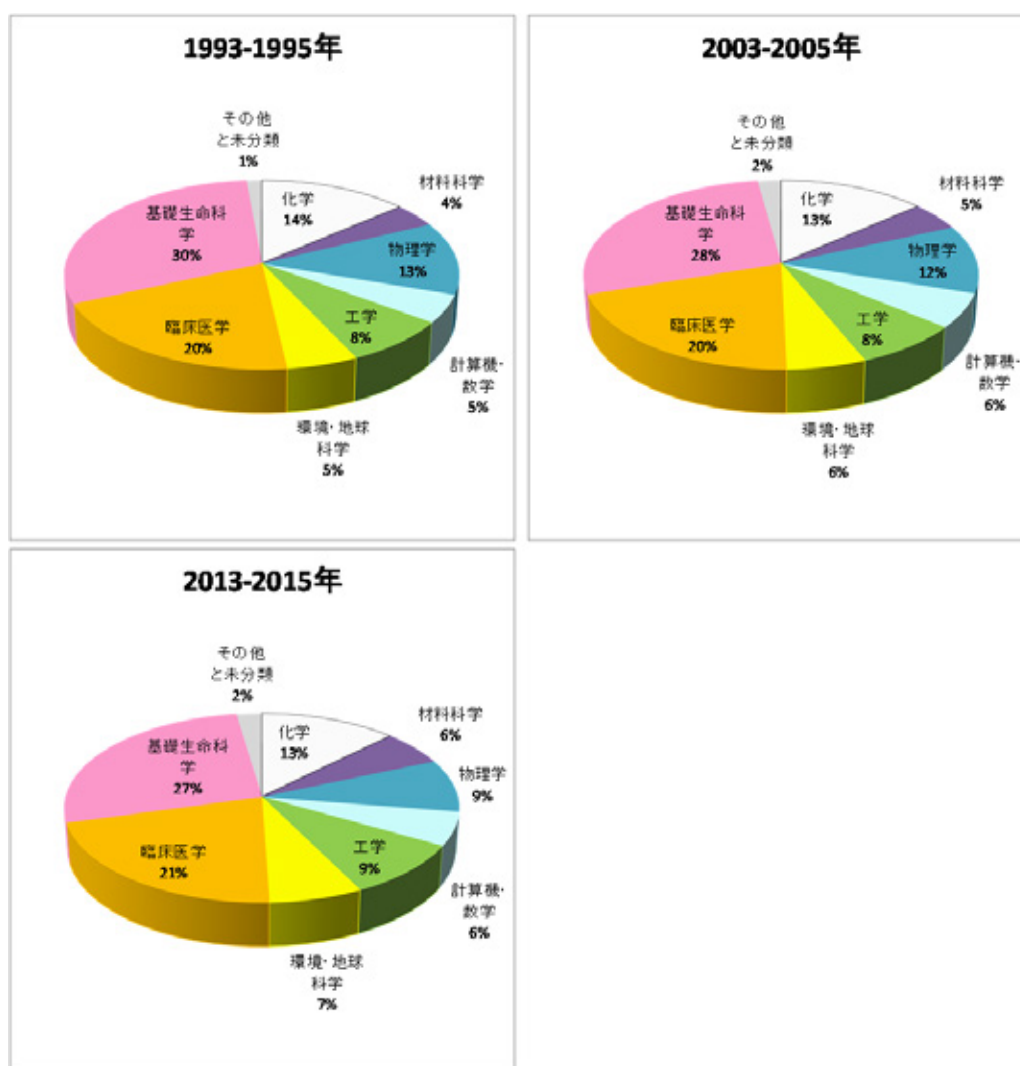 1993-1995年
その他
と未分類
1%
化学
14%
材料科学
4%
物理学
13%
計算機・
数学
5%
工学
8%
環境・地球
科学
5%
臨床医学
20%
基礎生命科
学
30%
2003-2005年
その他
と未分類
2%
化学
13%
材料科学
5%
物理学
12%
計算機・
数学
6%
工学
8%
環境・地球
科学
6%
臨床医学
20%
基礎生命科
学
28%
2013-2015年
その他
と未分類
2%
化学
13%
材料科学
6%
物理学
9%
計算機・
数学
6%
工学
9%
環境・地球
科学
7%
臨床医学
21%
基礎生命科
学
27%